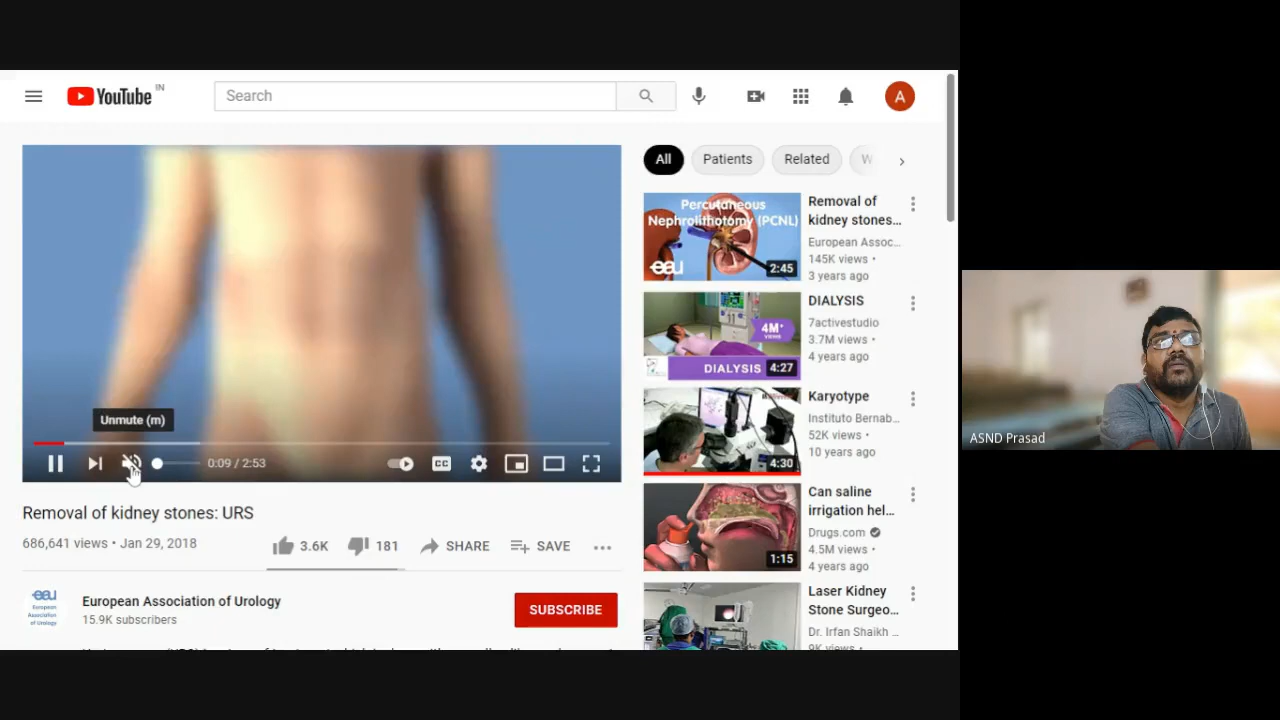 YouTube IN
Search
A
All
Patients
Related
W
Unmute (m)
0:09 / 2:53
CC
Removal of kidney stones: URS
686,641 views • Jan 29, 2018
3.6K
181
SHARE
SAVE
eau
European
Association
of Urology
European Association of Urology
15.9K subscribers
SUBSCRIBE
Percutaneous
Nephrolithotomy (PCNL)
eau
2:45
Removal of
kidney stones...
European Assoc...
145K views •
3 years ago
4M+
VIEWS
DIALYSIS
4:27
DIALYSIS
7activestudio
3.7M views •
4 years ago
4:30
Karyotype
Instituto Bernab...
52K views •
10 years ago
1:15
Can saline
irrigation hel...
Drugs.com
4.5M views •
4 years ago
Laser Kidney
Stone Surgeo...
Dr. Irfan Shaikh ...
9K views •
ASND Prasad